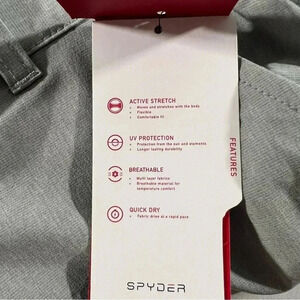 ACTIVE STRETCH
Moves and stretches with the body
Flexible
Comfortable fit
UV PROTECTION
Protection from the sun and elements
Longer lasting durability
BREATHABLE
Multi layer fabrics
Breathable material for
temperature comfort
QUICK DRY
Fabric dries at a rapid pace
FEATURES
SPYDER